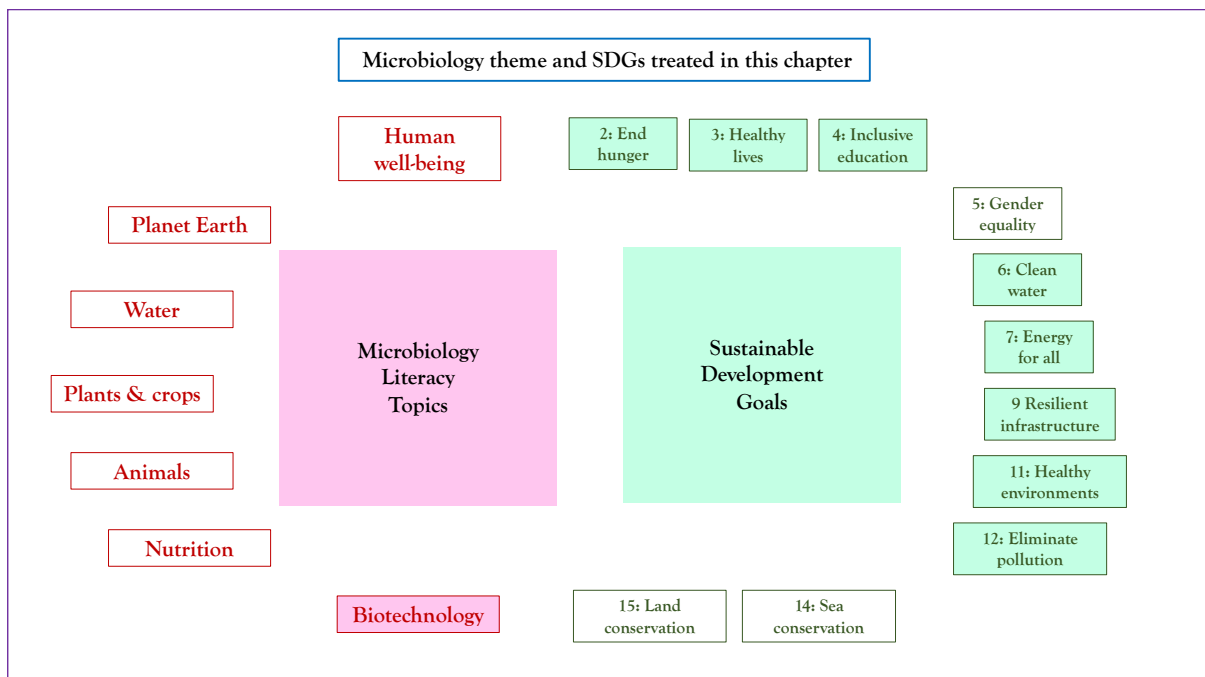 Microbiology theme and SDGs treated in this chapter
Human
well-being
2: End
hunger
3: Healthy
lives
4: Inclusive
education
Planet Earth
5: Gender
equality
Water
6: Clean
water
Microbiology
Literacy
Topics
Sustainable
Development
Goals
7: Energy
for all
Plants & crops
9 Resilient
infrastructure
Animals
11: Healthy
environments
Nutrition
12: Eliminate
pollution
Biotechnology
15: Land
conservation
14: Sea
conservation